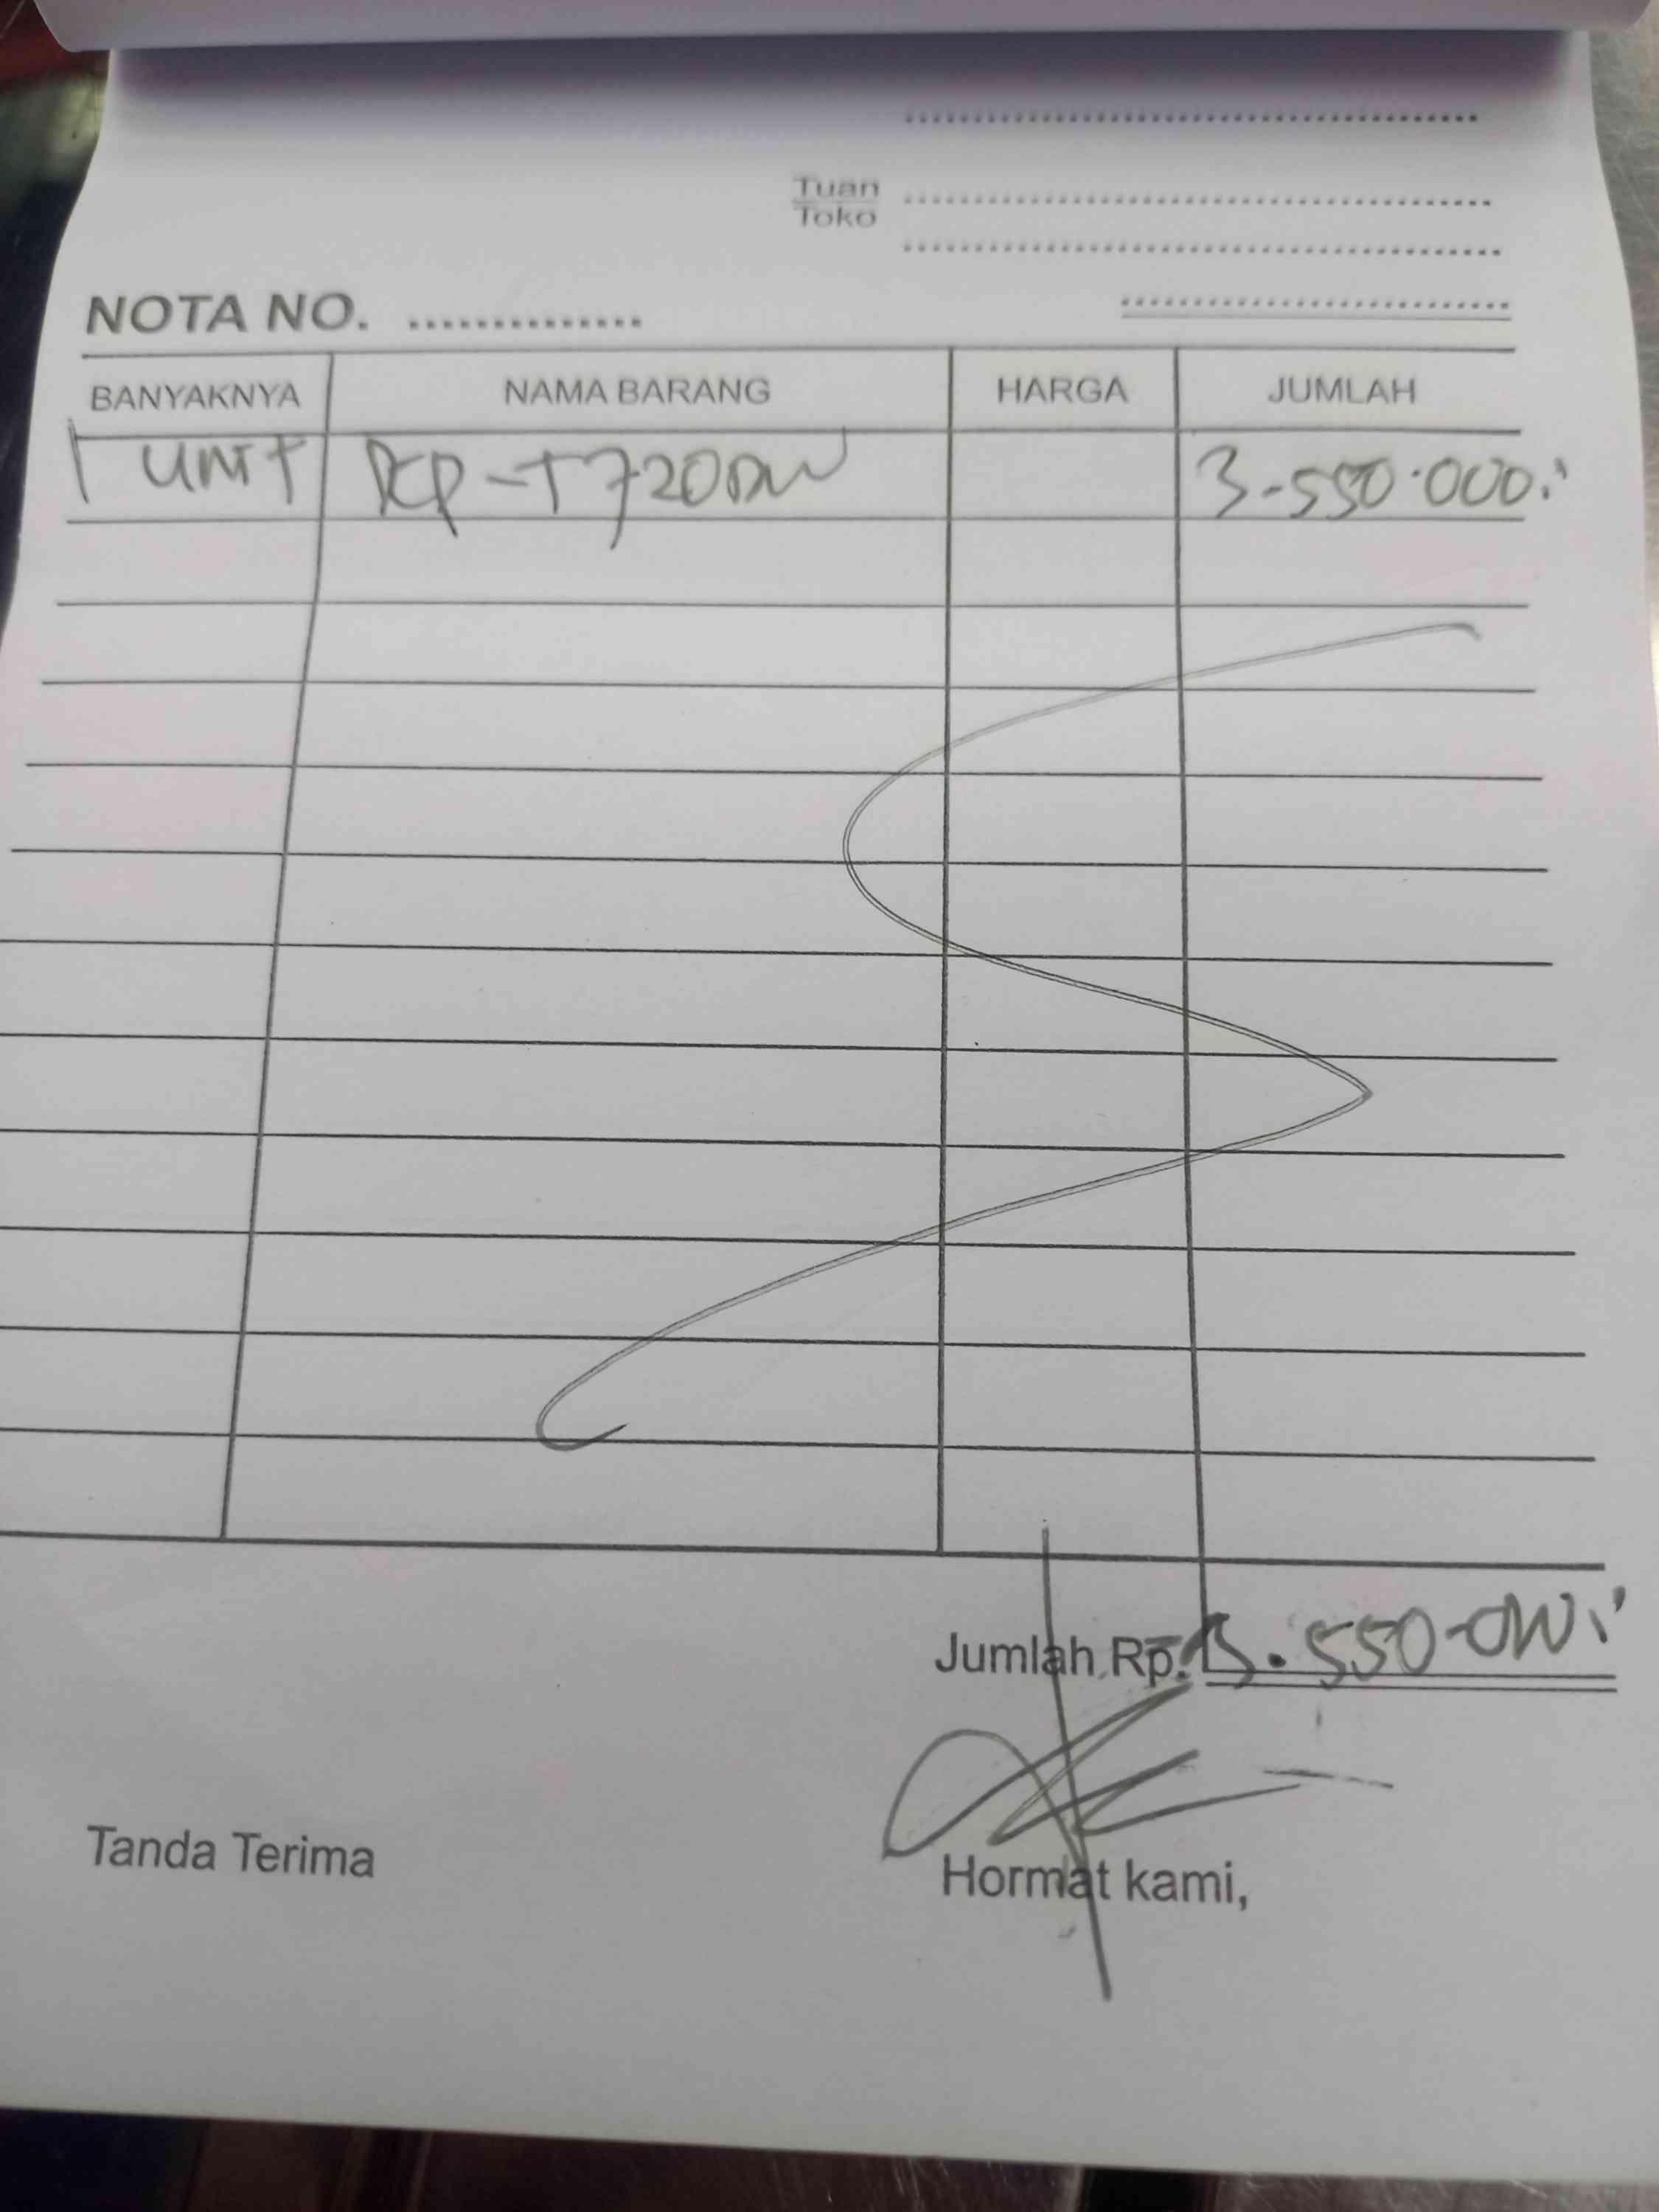 Tuan
Toko
NOTA NO. ..............
BANYAKNYA NAMA BARANG HARGA JUMLAH
1 UNIT DCP-T720DW 3.550.000,-
Jumlah Rp. 3.550.000,-
Tanda Terima Hormat kami,